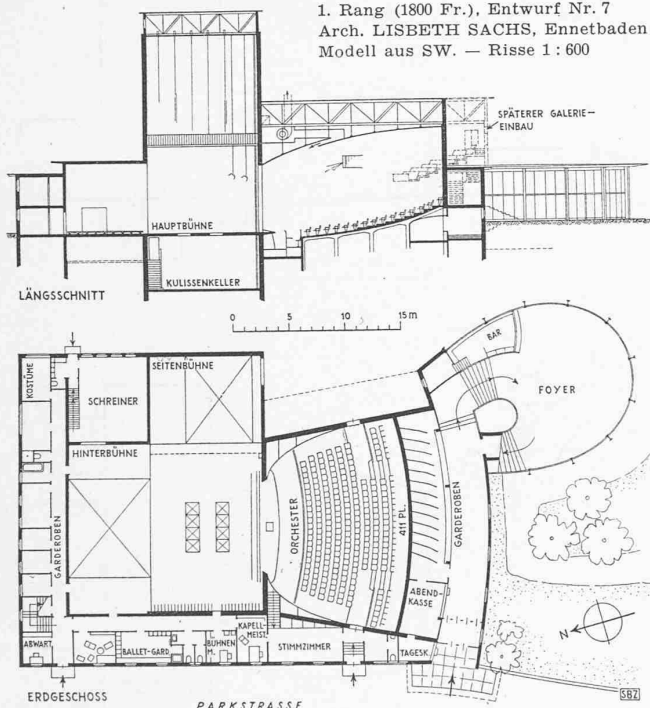 1. Rang (1800 Fr.), Entwurf Nr. 7
Arch. LISBETH SACHS, Ennetbaden
Modell aus SW. — Risse 1 : 600
SPÄTERER GALERIE-
EINBAU
HAUPTBÜHNE
KULISSENKELLER
LÄNGSSCHNITT
0 5 10 15 m
KOSTÜME
SCHREINER
SEITENBÜHNE
BAR
FOYER
HINTERBÜHNE
GARDEROBEN
ORCHESTER
411 PL.
GARDEROBEN
ABEND-
KASSE
N
ABWART
BALLET-GARD.
BÜHNEN
M.
KAPELL-
MEIST.
STIMMZIMMER
TAGESK.
ERDGESCHOSS
PARKSTRASSE
SBZ